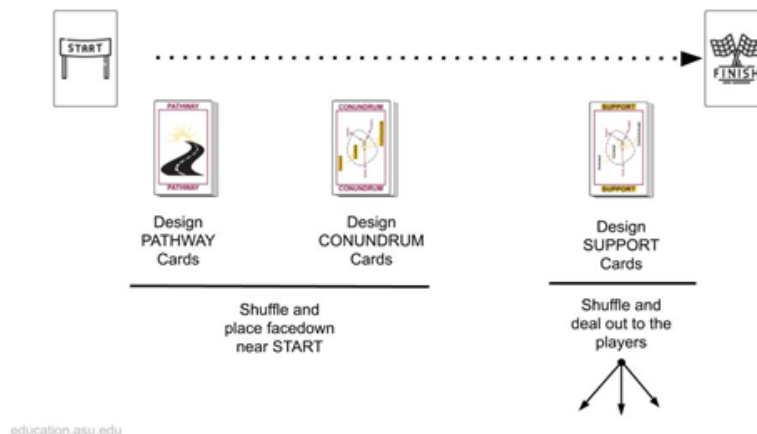 START
FINISH
PATHWAY
PATHWAY
CONUNDRUM
CONUNDRUM
SUPPORT
SUPPORT
Design
PATHWAY
Cards
Design
CONUNDRUM
Cards
Design
SUPPORT
Cards
Shuffle and
place facedown
near START
Shuffle and
deal out to the
players
education.asu.edu